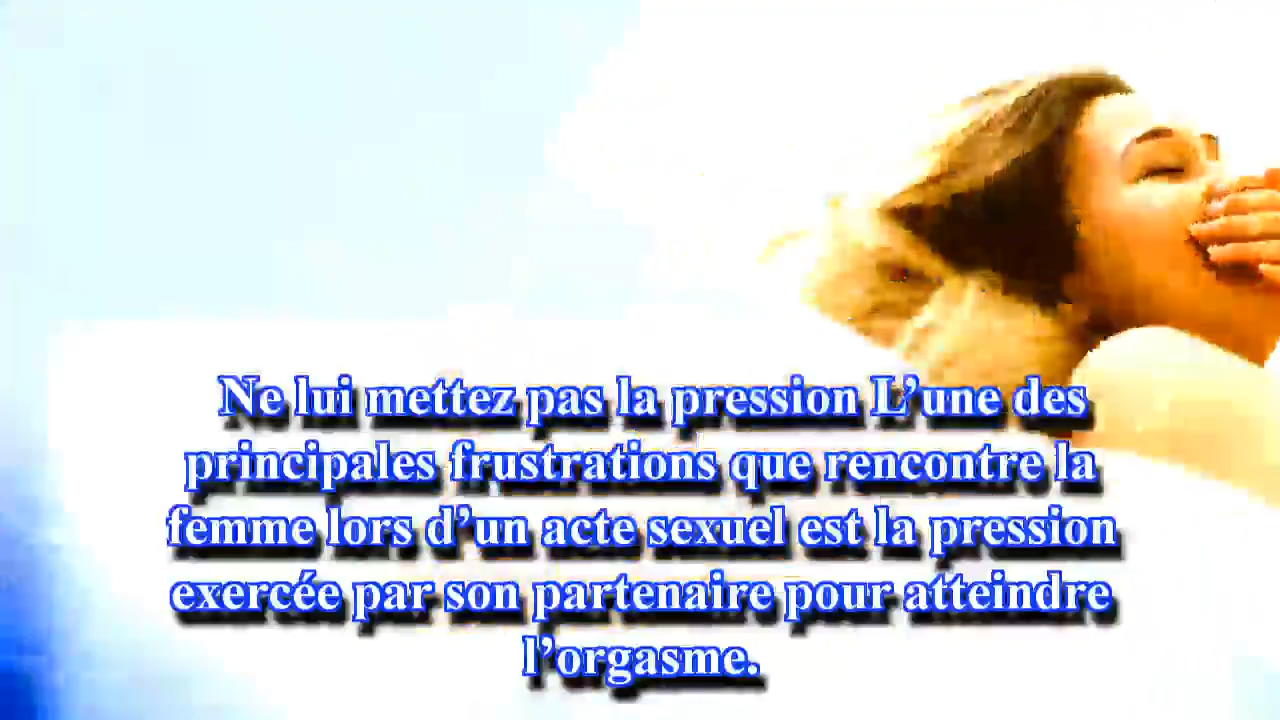 Ne lui mettez pas la pression L’une des
principales frustrations que rencontre la
femme lors d’un acte sexuel est la pression
exercée par son partenaire pour atteindre
l’orgasme.